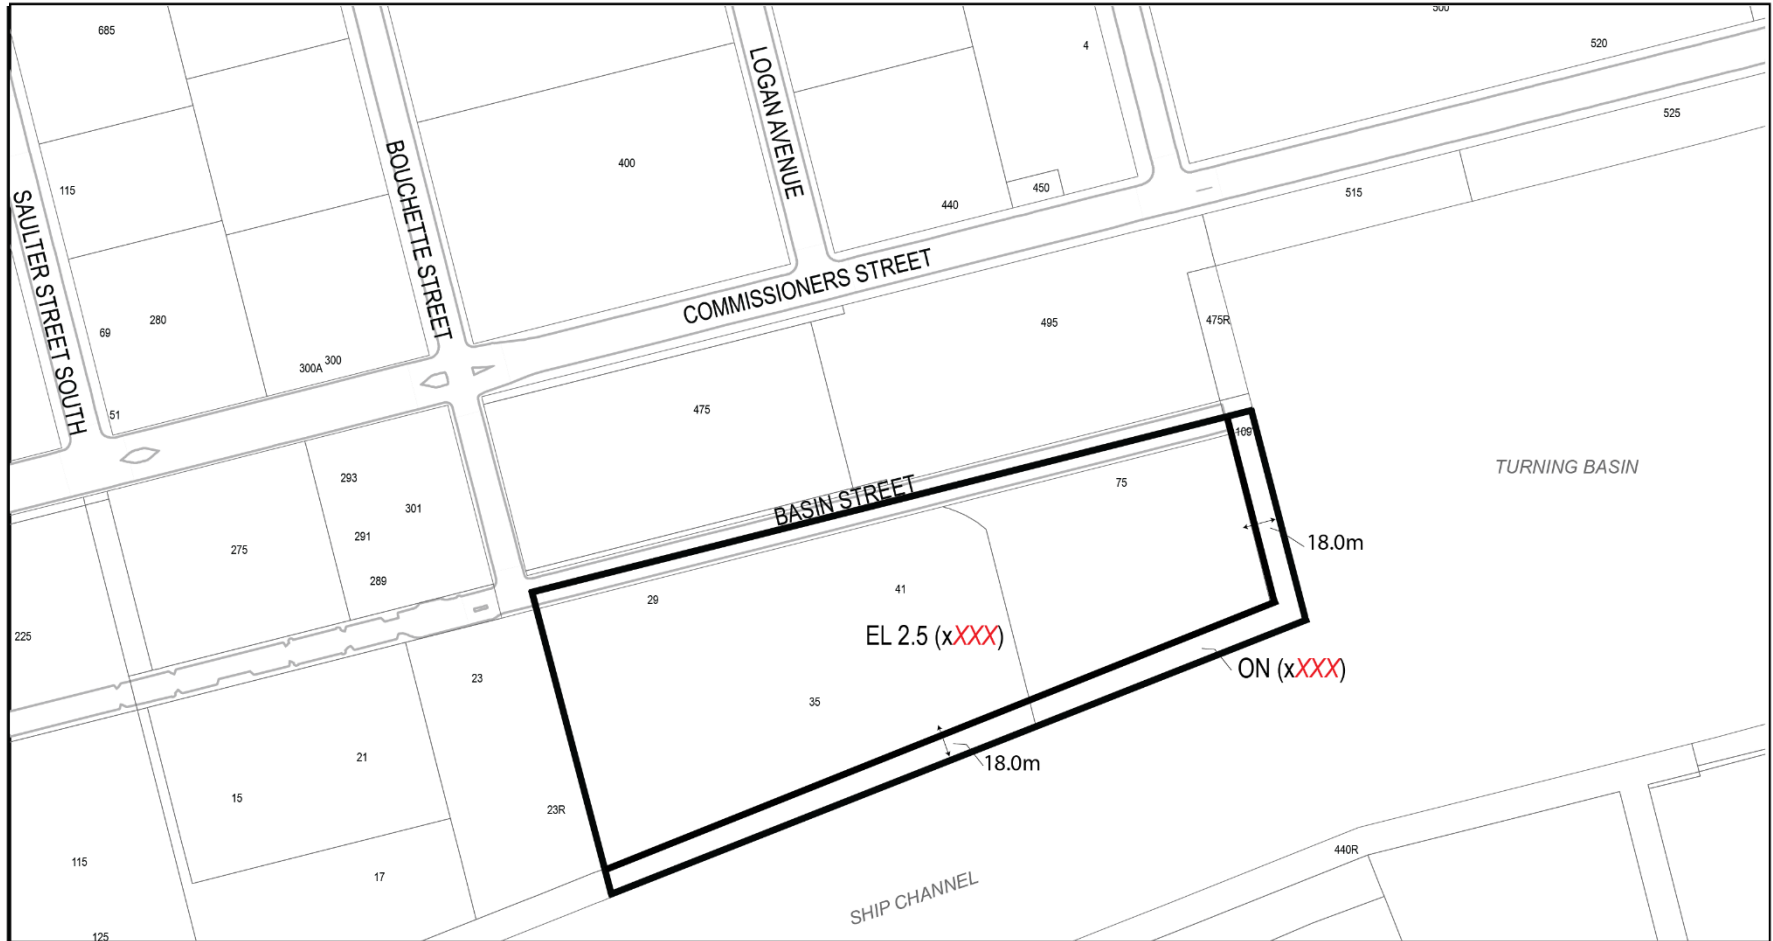 685
500
520
4
525
LOGAN AVENUE
400
BOUCHETTE STREET
115
450
440
515
SAULTER STREET SOUTH
COMMISSIONERS STREET
69
280
300A
300
495
475R
51
475
109
293
301
291
275
289
BASIN STREET
75
TURNING BASIN
18.0m
29
41
225
EL 2.5 (xXXX)
ON (xXXX)
23
35
21
18.0m
15
23R
115
17
440R
SHIP CHANNEL
125